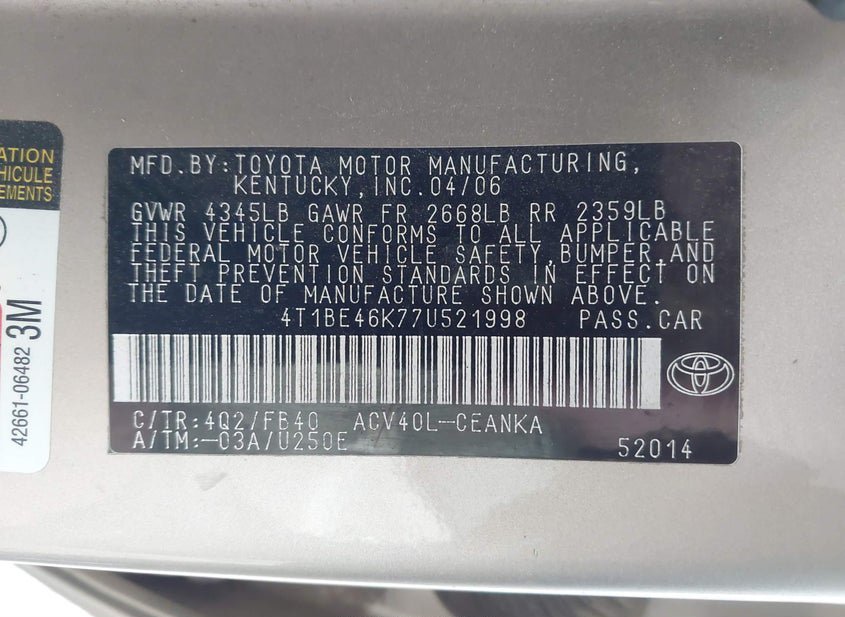 MFD.BY:TOYOTA MOTOR MANUFACTURING,
KENTUCKY,INC.04/06
GVWR 4345LB GAWR FR 2668LB RR 2359LB
THIS VEHICLE CONFORMS TO ALL APPLICABLE
FEDERAL MOTOR VEHICLE SAFETY,BUMPER,AND
THEFT PREVENTION STANDARDS IN EFFECT ON
THE DATE OF MANUFACTURE SHOWN ABOVE.
4T1BE46K77U521998 PASS.CAR
C/TR:4Q2/FB40 ACV40L-CEANKA
A/TM:-03A/U250E 52014
ATION
HICULE
EMENTS
42661-06482 3M